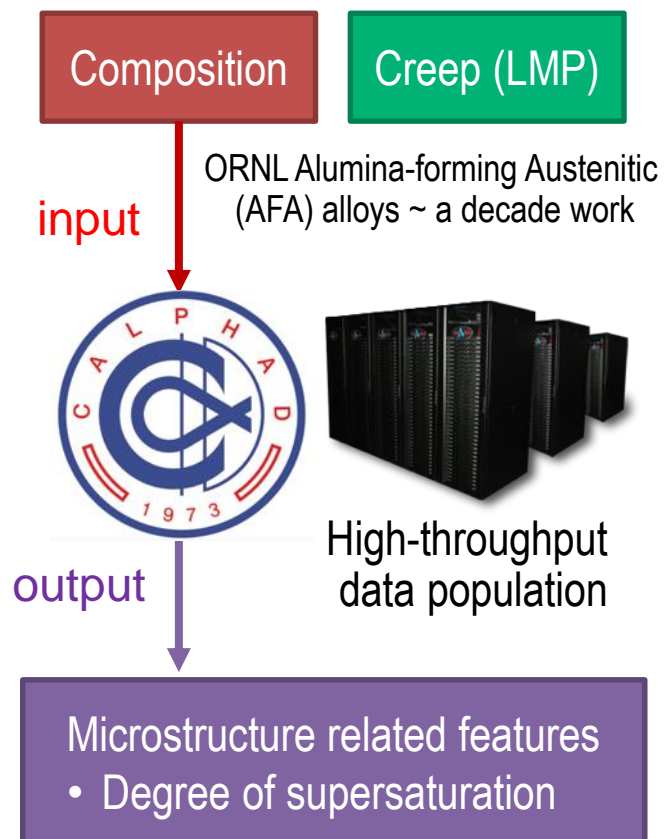 Composition
Creep (LMP)
ORNL Alumina-forming Austenitic
(AFA) alloys ~ a decade work
input
CALPHAD
1973
High-throughput
data population
output
Microstructure related features
• Degree of supersaturation